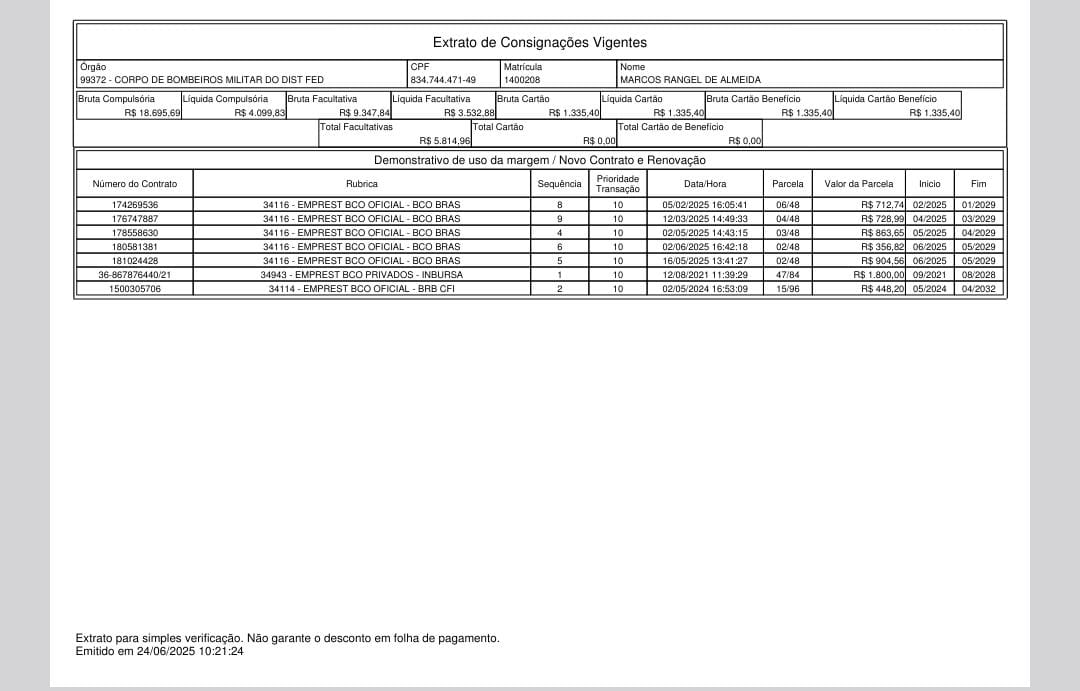 Extrato de Consignações Vigentes
Órgão CPF Matrícula Nome
99372 - CORPO DE BOMBEIROS MILITAR DO DIST FED 834.744.471-49 1400208 MARCOS RANGEL DE ALMEIDA
Bruta Compulsória Líquida Compulsória Bruta Facultativa Líquida Facultativa Bruta Cartão Líquida Cartão Bruta Cartão Benefício Líquida Cartão Benefício
R$ 18.695,69 R$ 4.099,83 R$ 9.347,84 R$ 3.532,88 R$ 1.335,40 R$ 1.335,40 R$ 1.335,40 R$ 1.335,40
Total Facultativas Total Cartão Total Cartão de Benefício
R$ 5.814,96 R$ 0,00 R$ 0,00
Demonstrativo de uso da margem / Novo Contrato e Renovação
Número do Contrato Rubrica Sequência Prioridade Transação Data/Hora Parcela Valor da Parcela Inicio Fim
174269536 34116 - EMPREST BCO OFICIAL - BCO BRAS 8 10 05/02/2025 16:05:41 06/48 R$ 712,74 02/2025 01/2029
176747887 34116 - EMPREST BCO OFICIAL - BCO BRAS 9 10 12/03/2025 14:49:33 04/48 R$ 728,99 04/2025 03/2029
178558630 34116 - EMPREST BCO OFICIAL - BCO BRAS 4 10 02/05/2025 14:43:15 03/48 R$ 863,65 05/2025 04/2029
180581381 34116 - EMPREST BCO OFICIAL - BCO BRAS 6 10 02/06/2025 16:42:18 02/48 R$ 356,82 06/2025 05/2029
181024428 34116 - EMPREST BCO OFICIAL - BCO BRAS 5 10 16/05/2025 13:41:27 02/48 R$ 904,56 06/2025 05/2029
36-867876440/21 34943 - EMPREST BCO PRIVADOS - INBURSA 1 10 12/08/2021 11:39:29 47/84 R$ 1.800,00 09/2021 08/2028
1500305706 34114 - EMPREST BCO OFICIAL - BRB CFI 2 10 02/05/2024 16:53:09 15/96 R$ 448,20 05/2024 04/2032
Extrato para simples verificação. Não garante o desconto em folha de pagamento.
Emitido em 24/06/2025 10:21:24